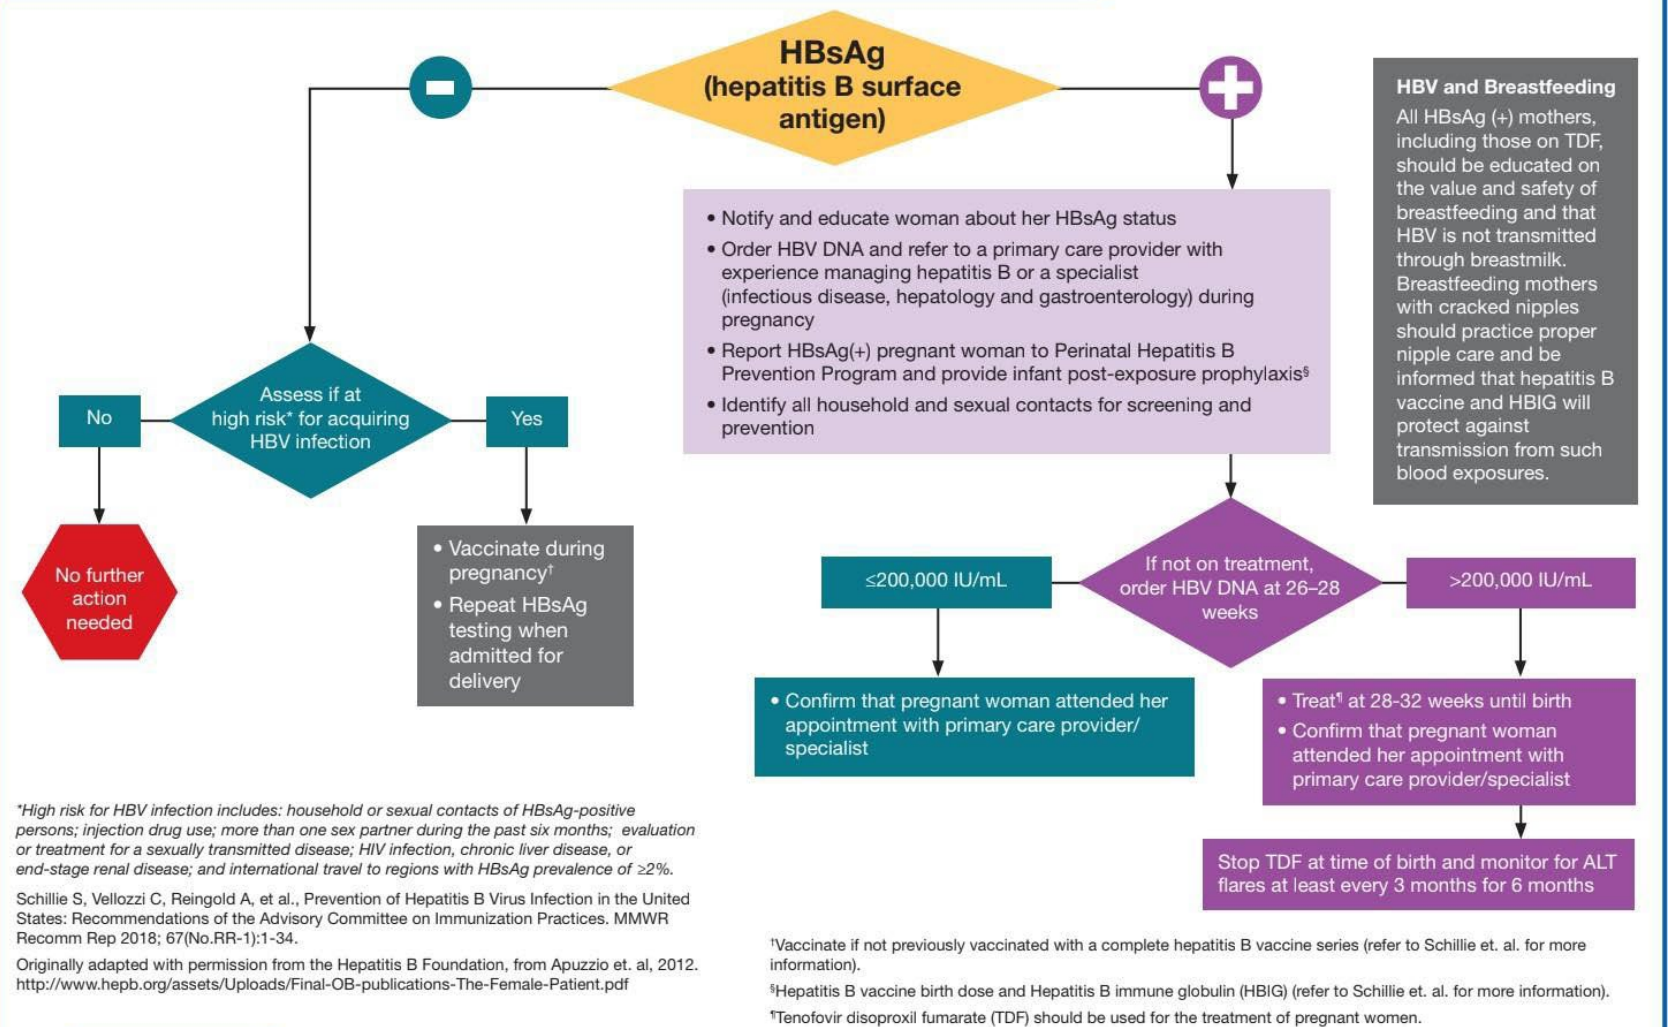 HBsAg
(hepatitis B surface
antigen)
HBV and Breastfeeding
All HBsAg (+) mothers,
including those on TDF,
should be educated on
the value and safety of
breastfeeding and that
HBV is not transmitted
through breastmilk.
Breastfeeding mothers
with cracked nipples
should practice proper
nipple care and be
informed that hepatitis B
vaccine and HBIG will
protect against
transmission from such
blood exposures.
• Notify and educate woman about her HBsAg status
• Order HBV DNA and refer to a primary care provider with
experience managing hepatitis B or a specialist
(infectious disease, hepatology and gastroenterology) during
pregnancy
• Report HBsAg(+) pregnant woman to Perinatal Hepatitis B
Prevention Program and provide infant post-exposure prophylaxis§
• Identify all household and sexual contacts for screening and
prevention
Assess if at
high risk* for acquiring
HBV infection
No
Yes
No further
action
needed
• Vaccinate during
pregnancy†
• Repeat HBsAg
testing when
admitted for
delivery
If not on treatment,
order HBV DNA at 26–28
weeks
≤200,000 IU/mL
>200,000 IU/mL
• Confirm that pregnant woman attended her
appointment with primary care provider/
specialist
• Treat¶ at 28-32 weeks until birth
• Confirm that pregnant woman
attended her appointment with
primary care provider/specialist
Stop TDF at time of birth and monitor for ALT
flares at least every 3 months for 6 months
*High risk for HBV infection includes: household or sexual contacts of HBsAg-positive
persons; injection drug use; more than one sex partner during the past six months; evaluation
or treatment for a sexually transmitted disease; HIV infection, chronic liver disease, or
end-stage renal disease; and international travel to regions with HBsAg prevalence of ≥2%.
Schillie S, Vellozzi C, Reingold A, et al., Prevention of Hepatitis B Virus Infection in the United
States: Recommendations of the Advisory Committee on Immunization Practices. MMWR
Recomm Rep 2018; 67(No.RR-1):1-34.
Originally adapted with permission from the Hepatitis B Foundation, from Apuzzio et. al, 2012.
http://www.hepb.org/assets/Uploads/Final-OB-publications-The-Female-Patient.pdf
†Vaccinate if not previously vaccinated with a complete hepatitis B vaccine series (refer to Schillie et. al. for more
information).
§Hepatitis B vaccine birth dose and Hepatitis B immune globulin (HBIG) (refer to Schillie et. al. for more information).
¶Tenofovir disoproxil fumarate (TDF) should be used for the treatment of pregnant women.